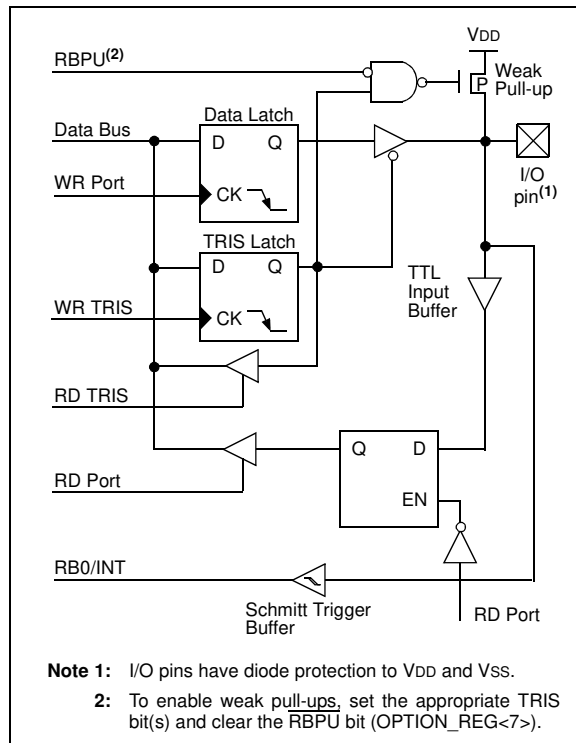 VDD
RBPU(2)
P
Weak
Pull-up
Data Latch
Data Bus
D
Q
WR Port
CK
I/O
pin(1)
TRIS Latch
D
Q
TTL
Input
Buffer
WR TRIS
CK
RD TRIS
Q
D
RD Port
EN
RB0/INT
Schmitt Trigger
Buffer
RD Port
Note 1: I/O pins have diode protection to VDD and VSS.
2: To enable weak pull-ups, set the appropriate TRIS
bit(s) and clear the RBPU bit (OPTION_REG<7>).